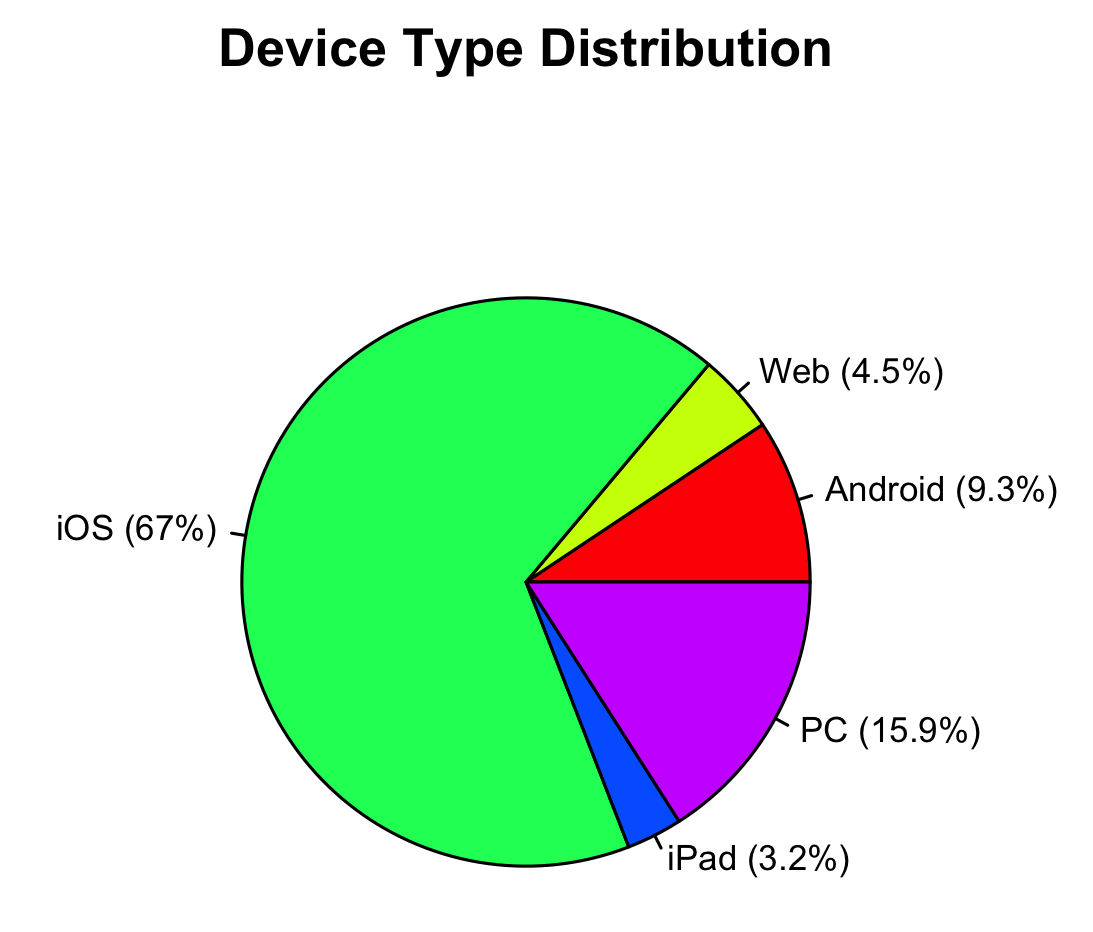 Device Type Distribution
Web (4.5%)
Android (9.3%)
iOS (67%)
PC (15.9%)
iPad (3.2%)